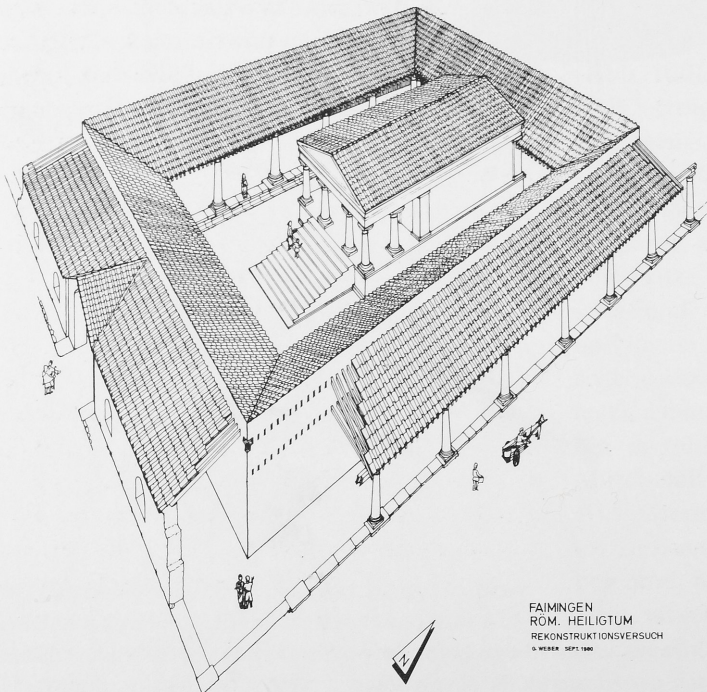 FAIMINGEN
RÖM. HEILIGTUM
REKONSTRUKTIONSVERSUCH
G. WEBER SEPT. 1980
N